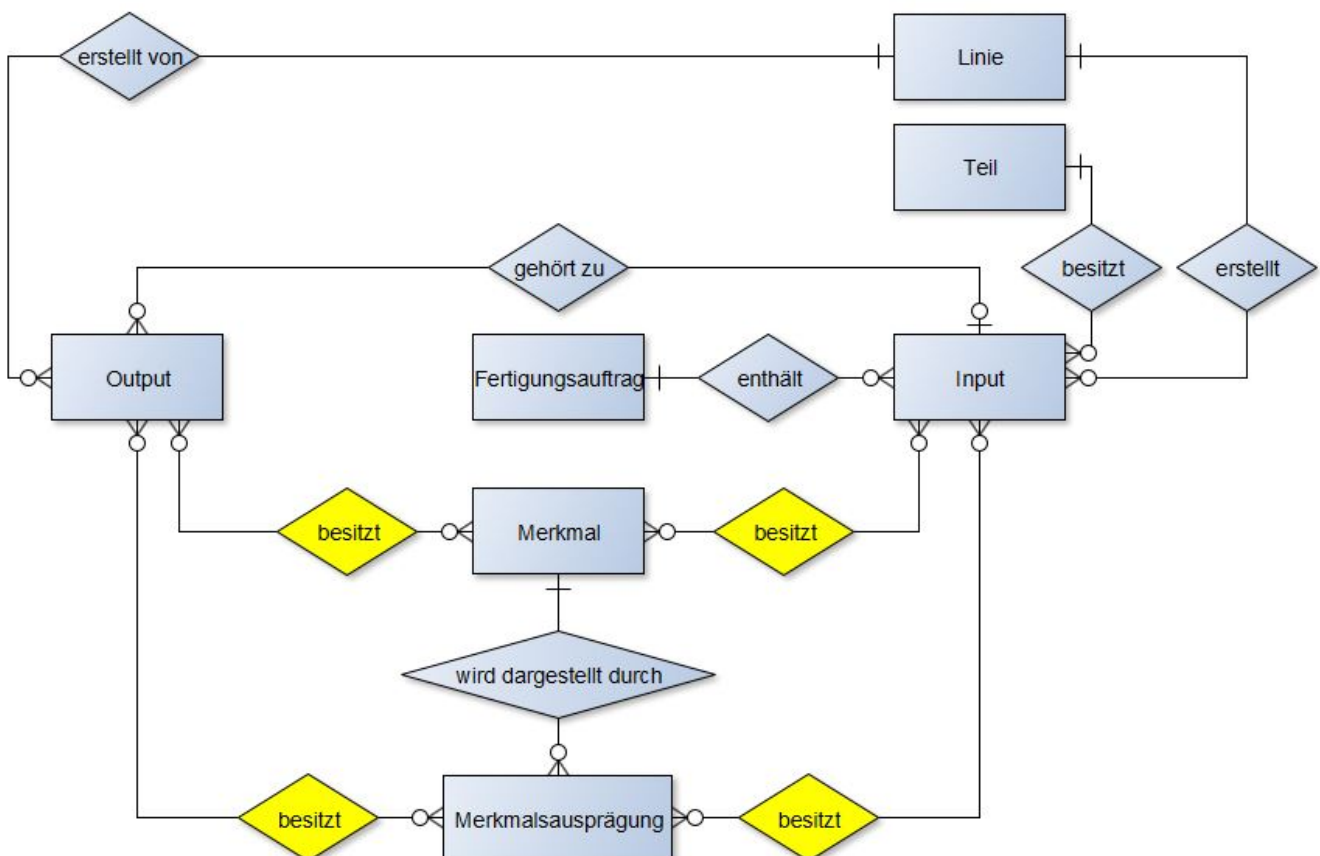 erstellt von
Linie
Teil
gehört zu
besitzt
erstellt
Output
Fertigungsauftrag
enthält
Input
besitzt
Merkmal
besitzt
wird dargestellt durch
besitzt
Merkmalsausprägung
besitzt